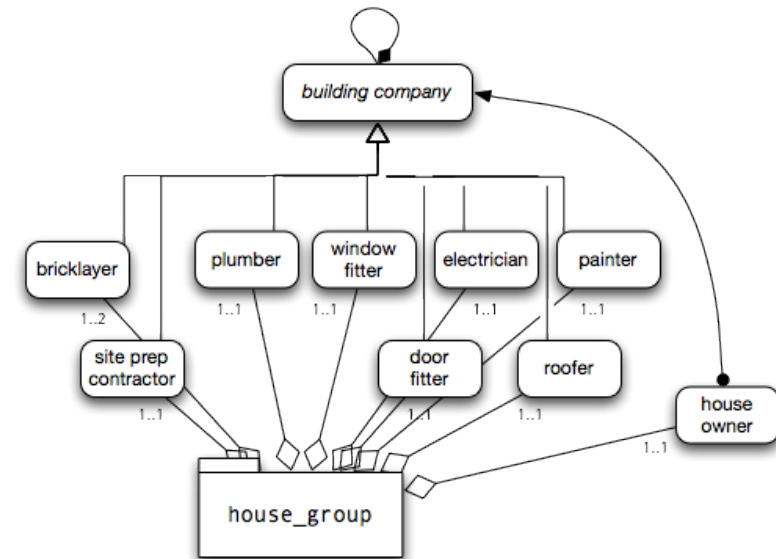 building company
bricklayer
plumber
window
fitter
electrician
painter
1..2
1..1
1..1
1..1
1..1
site prep
contractor
door
fitter
roofer
house
owner
1..1
1..1
1..1
1..1
house_group